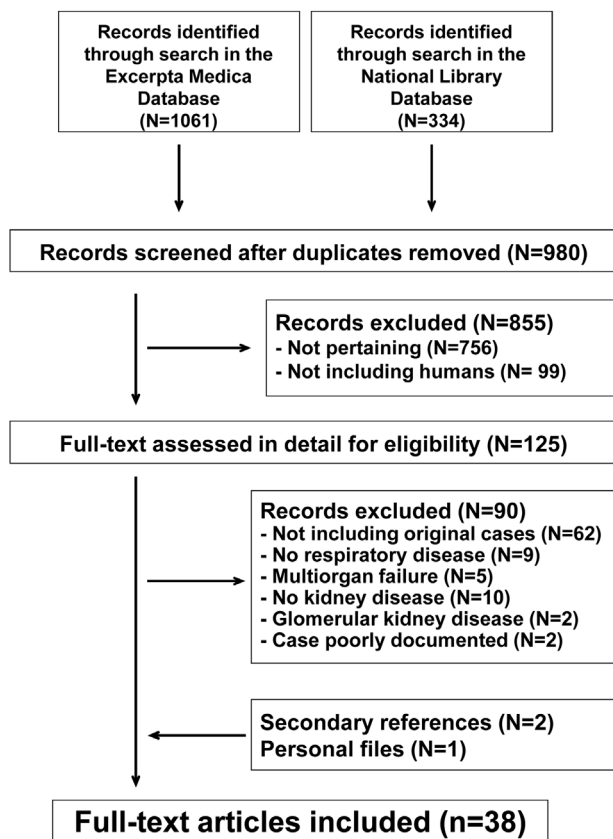 Records identified
through search in the
Excerpta Medica
Database
(N=1061)
Records identified
through search in the
National Library
Database
(N=334)
Records screened after duplicates removed (N=980)
Records excluded (N=855)
- Not pertaining (N=756)
- Not including humans (N= 99)
Full-text assessed in detail for eligibility (N=125)
Records excluded (N=90)
- Not including original cases (N=62)
- No respiratory disease (N=9)
- Multiorgan failure (N=5)
- No kidney disease (N=10)
- Glomerular kidney disease (N=2)
- Case poorly documented (N=2)
Secondary references (N=2)
Personal files (N=1)
Full-text articles included (n=38)